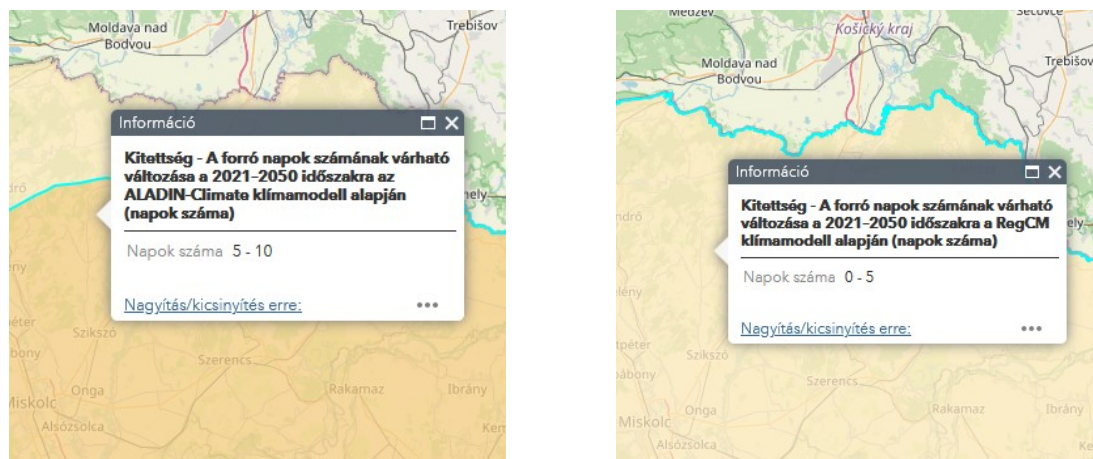 Moldava nad
Bodvou
Trebišov
Információ
Kitettség - A forró napok számának várható
változása a 2021-2050 időszakra az
ALADIN-Climate klímamodell alapján
(napok száma)
Napok száma 5 - 10
Nagyítás/kicsinyítés erre:
hely
Szikszó
Szerencs
Onga
Rakamaz
Ibrány
Miskolc
Alsózsolca
Košický kraj
Moldava nad
Bodvou
Trebišov
Információ
Kitettség - A forró napok számának várható
változása a 2021-2050 időszakra a RegCM
klímamodell alapján (napok száma)
Napok száma 0 - 5
Nagyítás/kicsinyítés erre:
Szikszó
Szerencs
Onga
Rakamaz
Ibrány
Miskolc
Alsózsolca